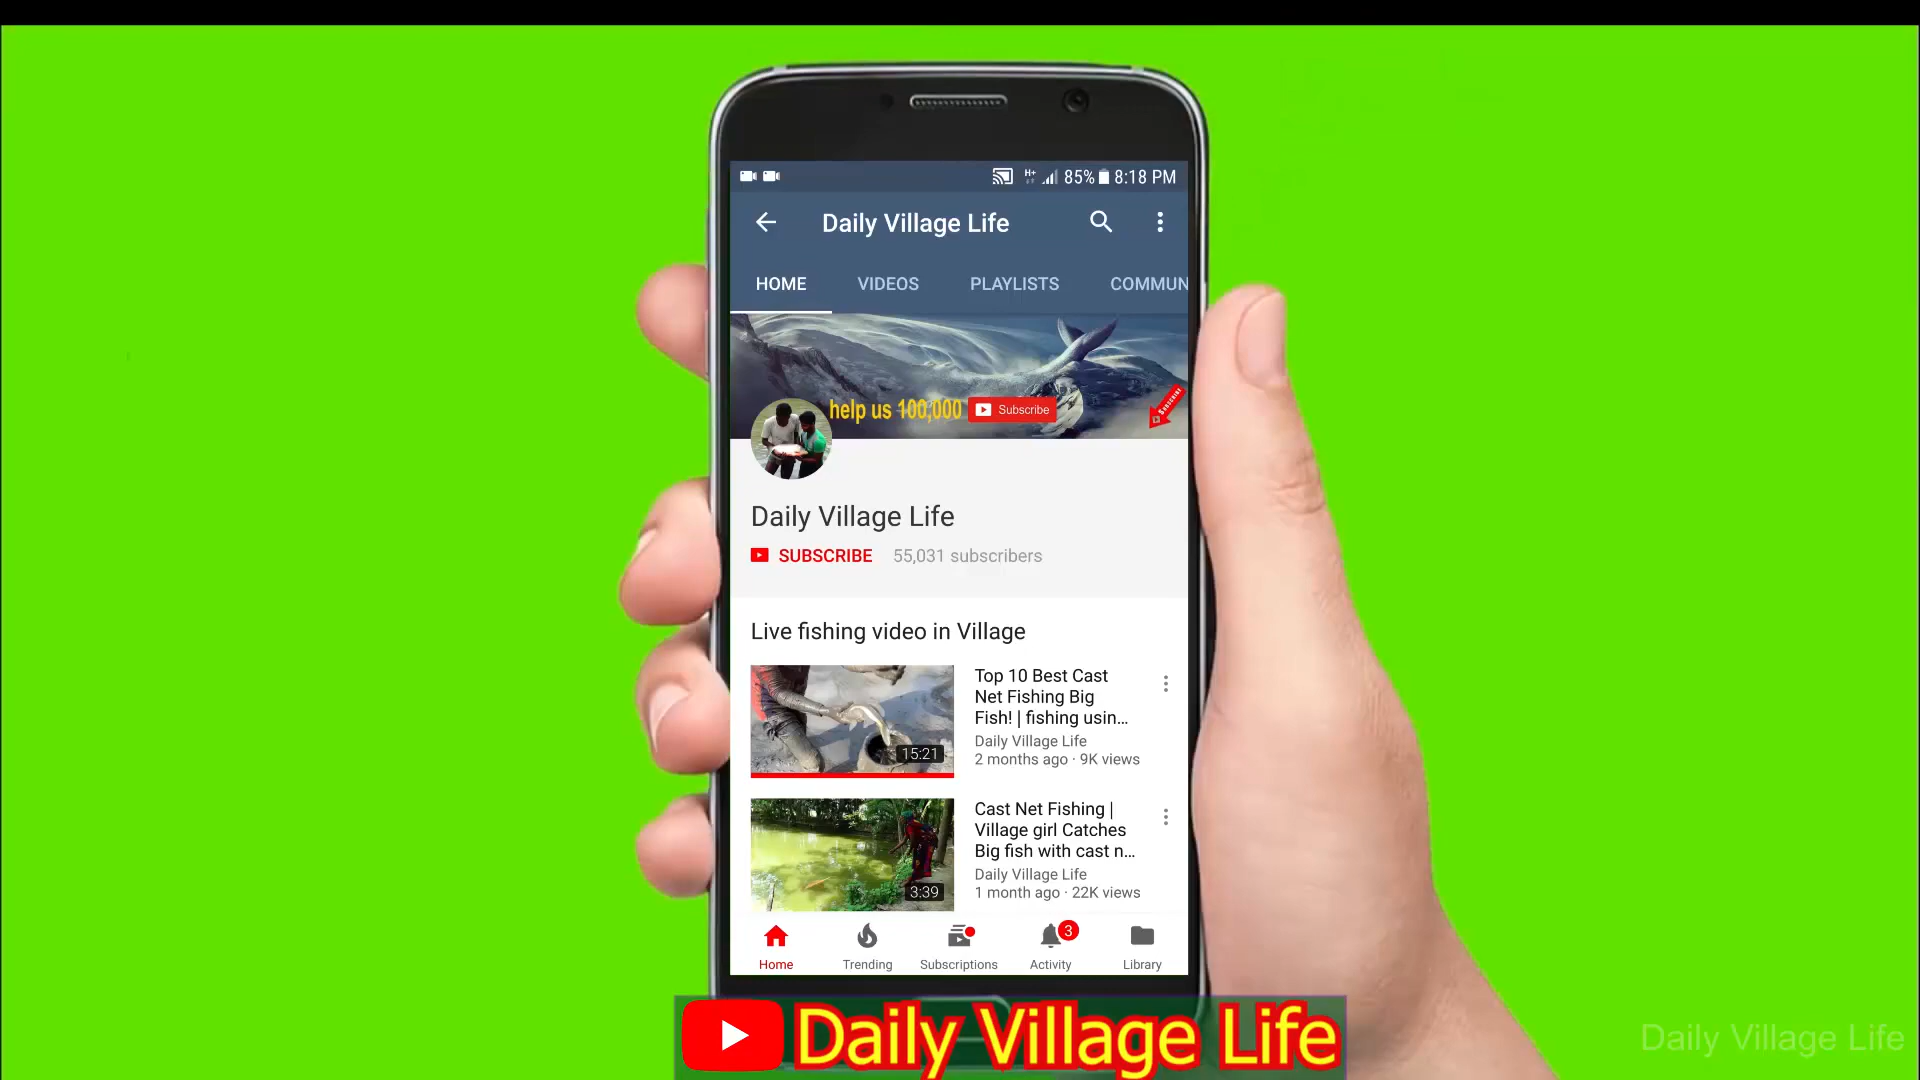 H+ 85% 8:18 PM
Daily Village Life
HOME VIDEOS PLAYLISTS COMMUN
help us 100,000 Subscribe
SUBSCRIBE
Daily Village Life
SUBSCRIBE 55,031 subscribers
Live fishing video in Village
Top 10 Best Cast
Net Fishing Big
Fish! | fishing usin...
Daily Village Life
2 months ago · 9K views
15:21
Cast Net Fishing |
Village girl Catches
Big fish with cast n...
Daily Village Life
1 month ago · 22K views
3:39
3
Home Trending Subscriptions Activity Library
Daily Village Life
Daily Village Life